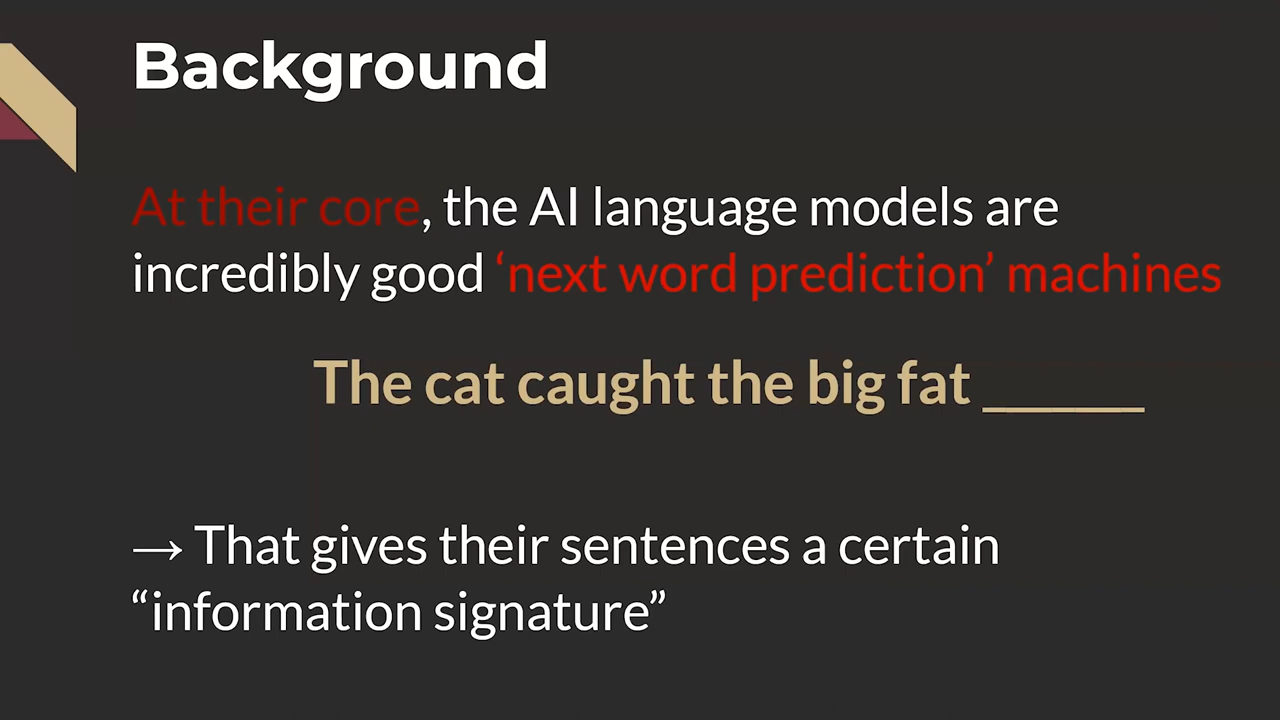 Background
At their core, the AI language models are
incredibly good ‘next word prediction’ machines
The cat caught the big fat _____
→ That gives their sentences a certain
“information signature”